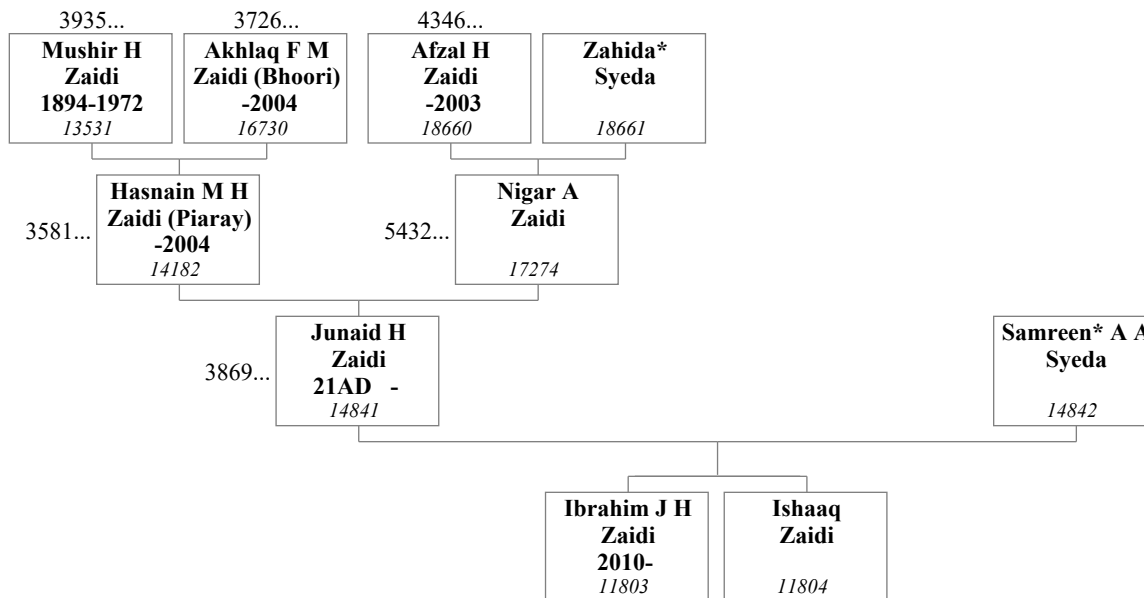 3935...
3726...
4346...
Mushir H
Zaidi
1894-1972
13531
Akhlaq F M
Zaidi (Bhoori)
-2004
16730
Afzal H
Zaidi
-2003
18660
Zahida*
Syeda
18661
3581...
Hasnain M H
Zaidi (Piaray)
-2004
14182
5432...
Nigar A
Zaidi
17274
3869...
Junaid H
Zaidi
21AD -
14841
Samreen* A A
Syeda
14842
Ibrahim J H
Zaidi
2010-
11803
Ishaaq
Zaidi
11804